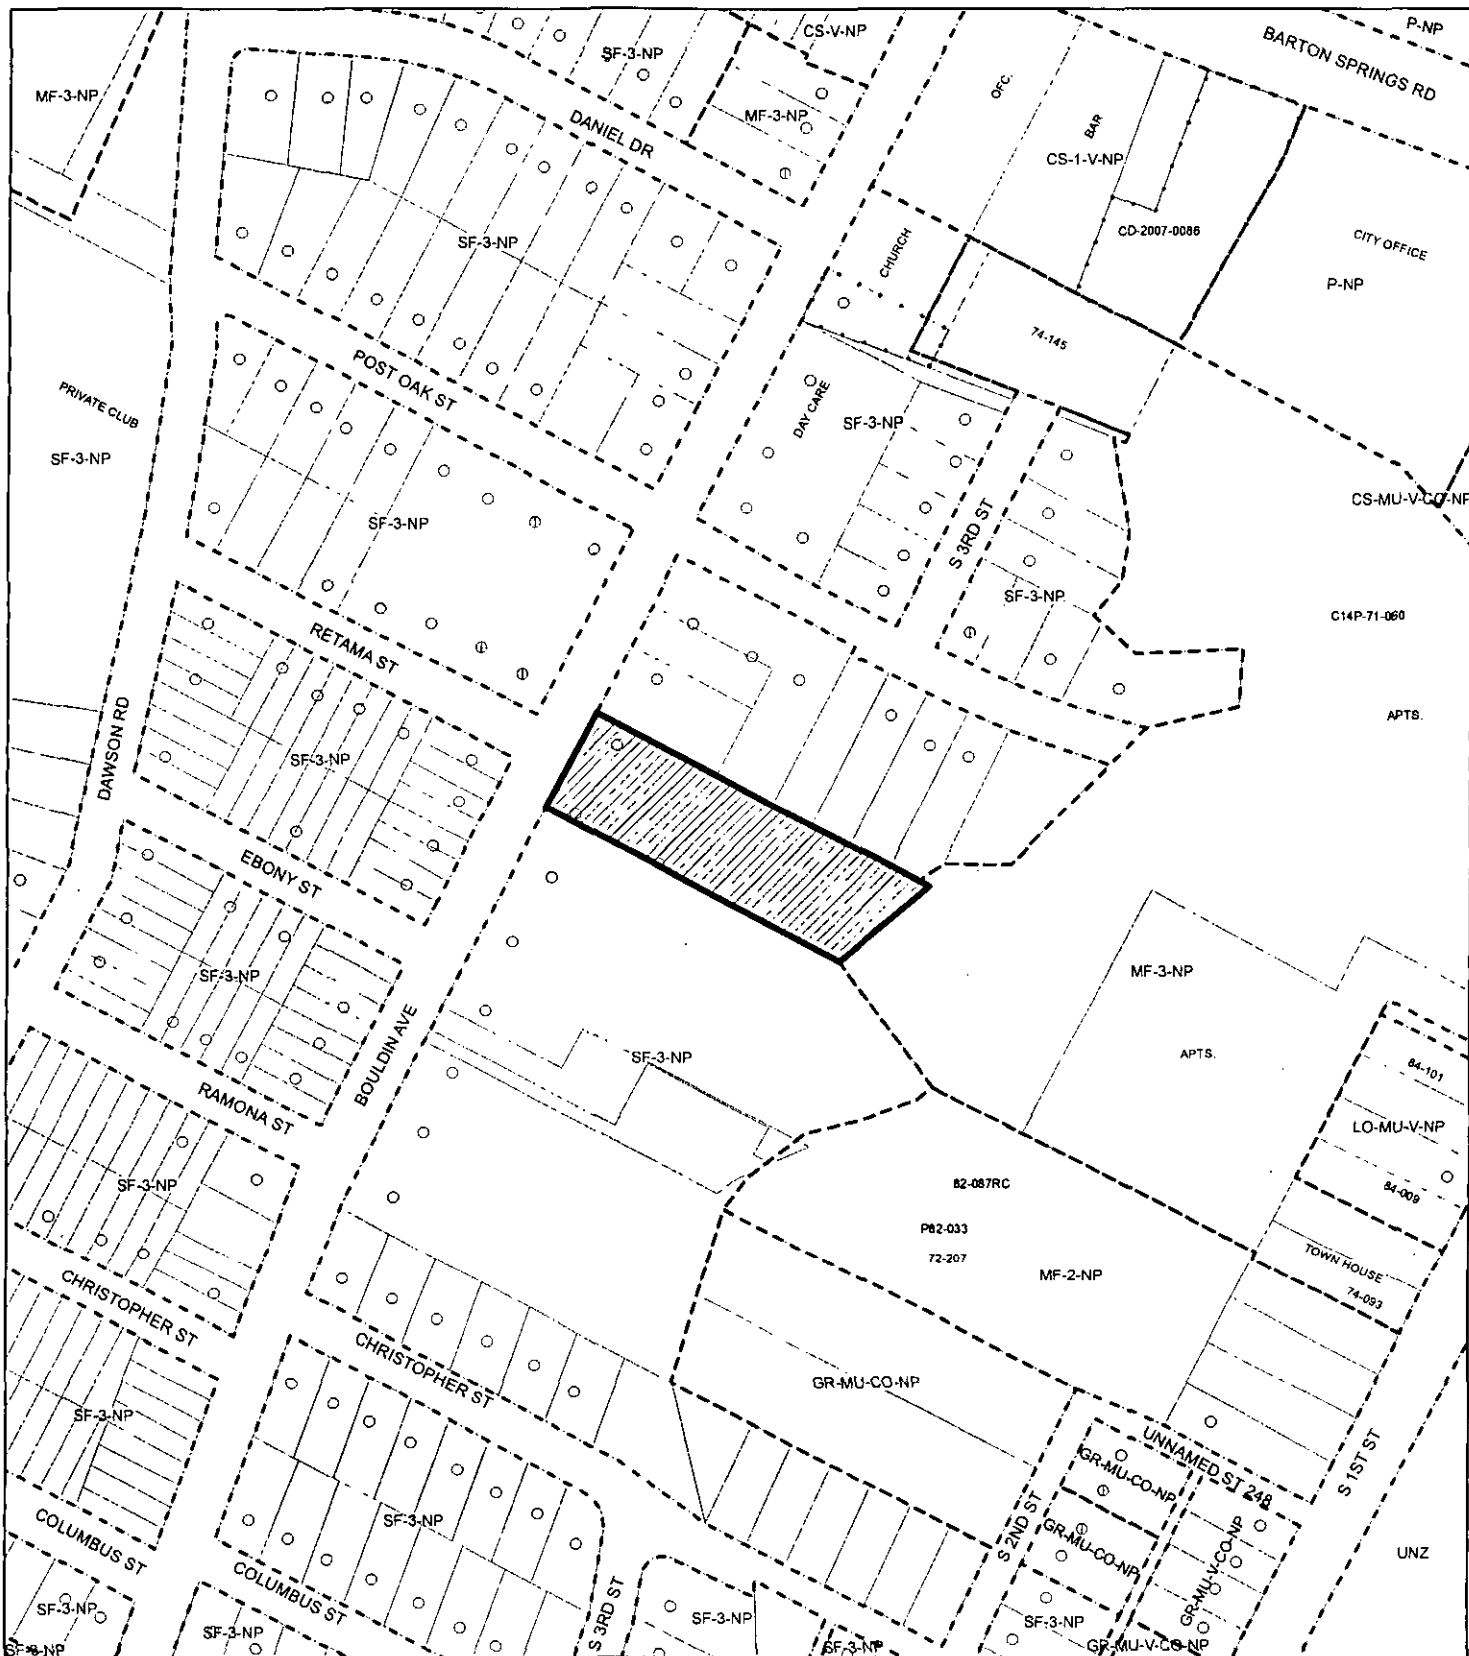 P-NP
CS-V-NP
BARTON SPRINGS RD
SF-3-NP
MF-3-NP
OFC.
MF-3-NP
DANIEL DR
BAR
CS-1-V-NP
CD-2007-0086
CITY OFFICE
CHURCH
SF-3-NP
P-NP
74-145
POST OAK ST
PRIVATE CLUB
DAY CARE
SF-3-NP
SF-3-NP
CS-MU-V-CO-NP
SF-3-NP
S 3RD ST
SF-3-NP
C14P-71-060
RETAMA ST
APTS.
DAWSON RD
SF-3-NP
EBONY ST
SF-3-NP
MF-3-NP
BOULDIN AVE
SF-3-NP
APTS.
84-101
RAMONA ST
LO-MU-V-NP
SF-3-NP
82-087RC
84-009
P82-033
72-207
TOWN HOUSE
MF-2-NP
74-093
CHRISTOPHER ST
CHRISTOPHER ST
GR-MU-CO-NP
SF-3-NP
UNNAMED ST 248
GR-MU-CO-NP
S 1ST ST
SF-3-NP
S 2ND ST
GR-MU-CO-NP
GR-MU-V-CO-NP
UNZ
COLUMBUS ST
COLUMBUS ST
S 3RD ST
SF-3-NP
SF-3-NP
SF-3-NP
SF-3-NP
SF-3-NP
SF-3-NP
GR-MU-V-CO-NP